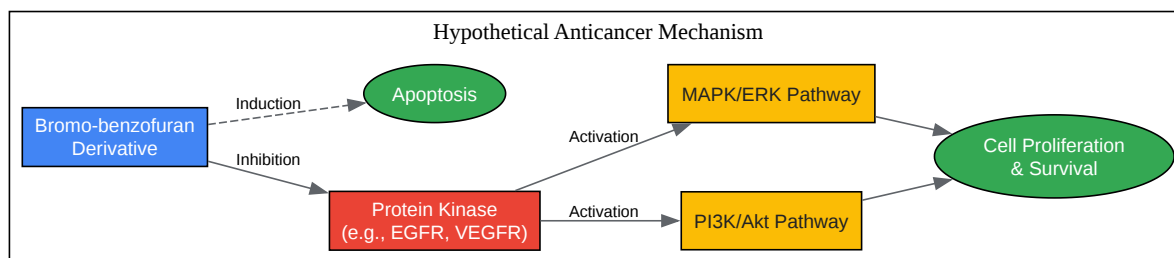 Hypothetical Anticancer Mechanism
Induction
Apoptosis
Bromo-benzofuran
Derivative
Inhibition
Protein Kinase
(e.g., EGFR, VEGFR)
Activation
MAPK/ERK Pathway
Activation
PI3K/Akt Pathway
Cell Proliferation
& Survival